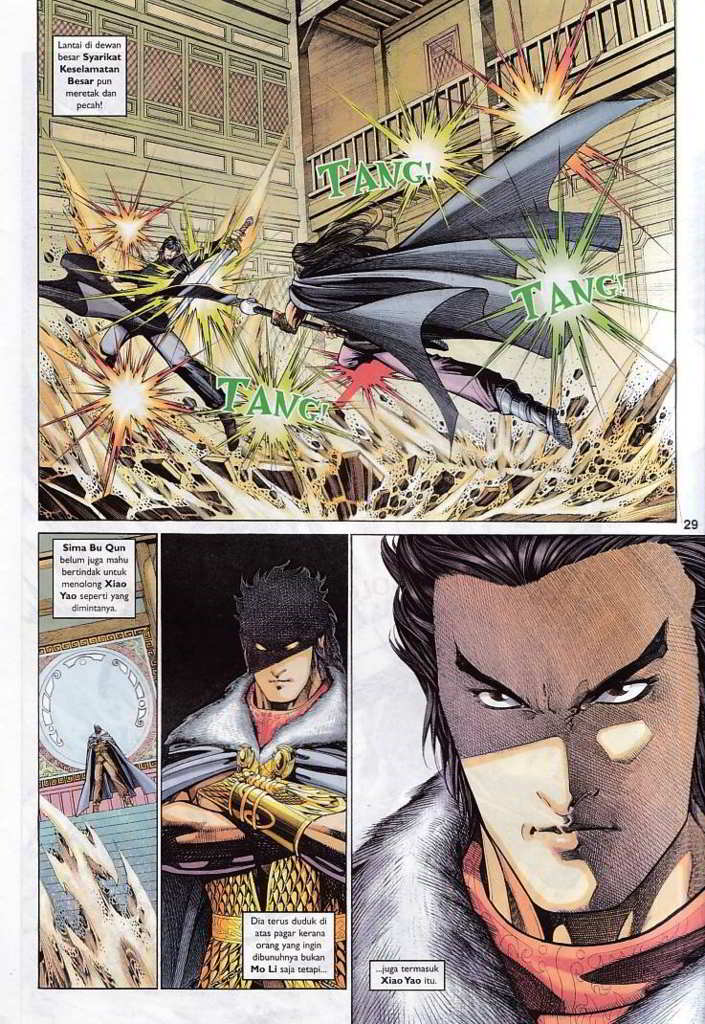 Lantai di dewan
besar Syarikat
Keselamatan
Besar pun
meretak dan
pecah!
TANG!
TANG!
TANG!
TANG!
29
Sima Bu Qun
belum juga mahu
bertindak untuk
menolong Xiao
Yao seperti yang
dimintanya.
Dia terus duduk di
atas pagar kerana
orang yang ingin
dibunuhnya bukan
Mo Li saja tetapi...
...juga termasuk
Xiao Yao itu.